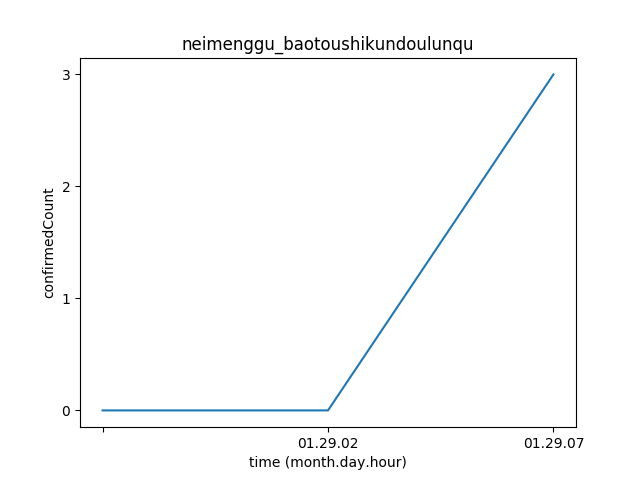 neimenggu_baotoushikundoulunqu
confirmedCount
3
2
1
0
01.29.02
01.29.07
time (month.day.hour)